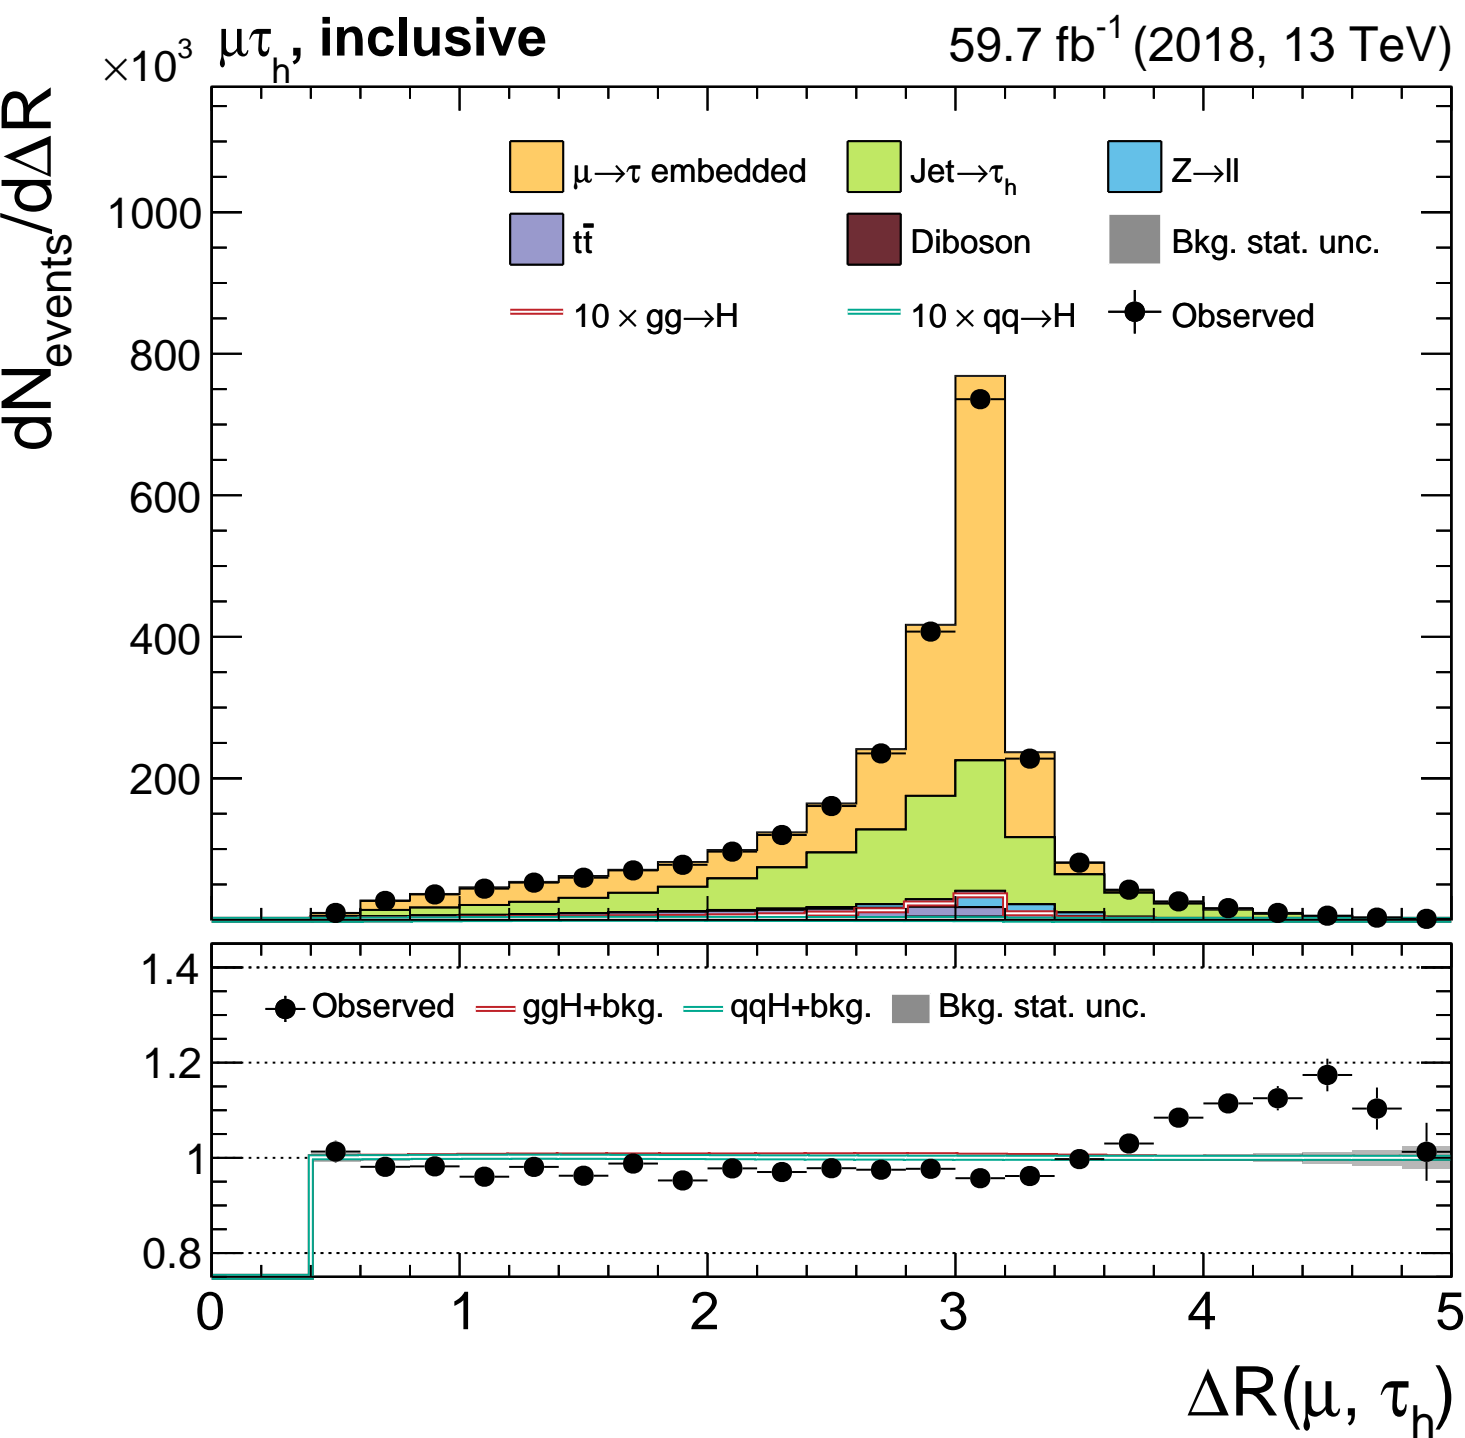 ×10³ μτₕ, inclusive 59.7 fb⁻¹ (2018, 13 TeV)
dN_events/dΔR
μ→τ embedded Jet→τₕ Z→ll
tt̄ Diboson Bkg. stat. unc.
10 × gg→H 10 × qq→H Observed
1000
800
600
400
200
1.4
Observed ggH+bkg. qqH+bkg. Bkg. stat. unc.
1.2
1
0.8
0 1 2 3 4 5
ΔR(μ, τₕ)